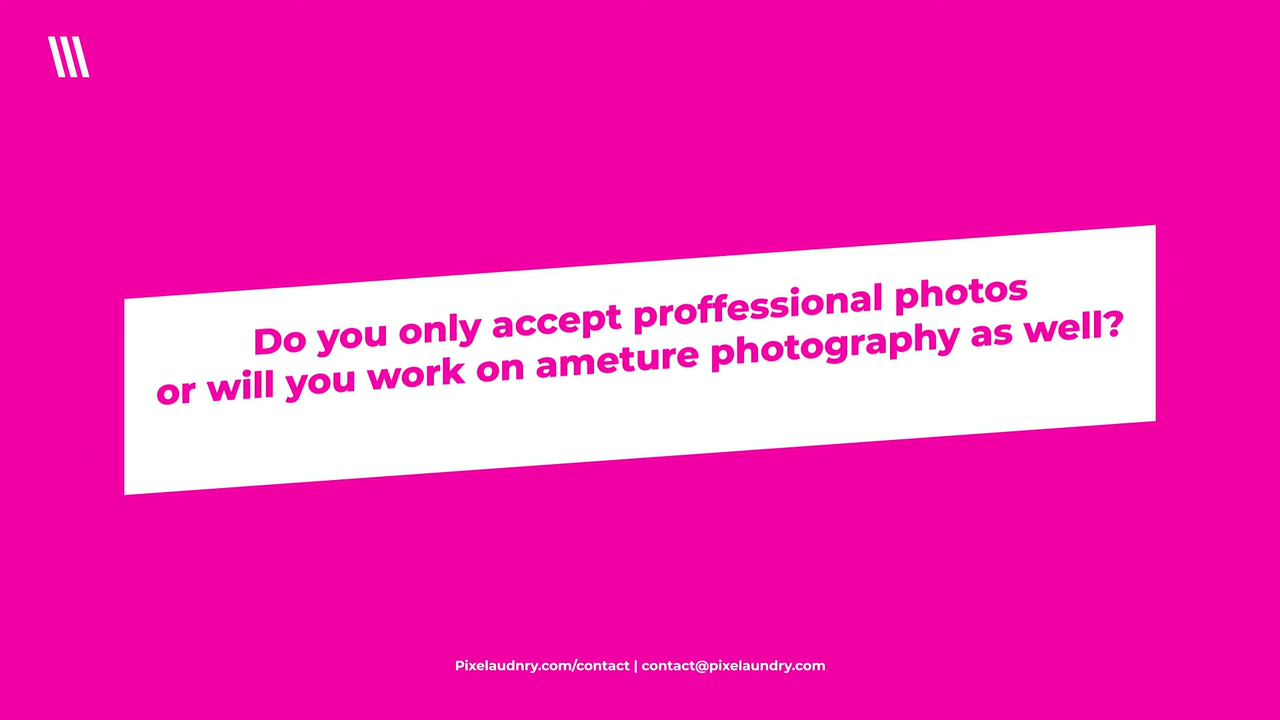 Do you only accept proffessional photos
or will you work on ameture photography as well?
Pixelaudnry.com/contact | contact@pixelaundry.com